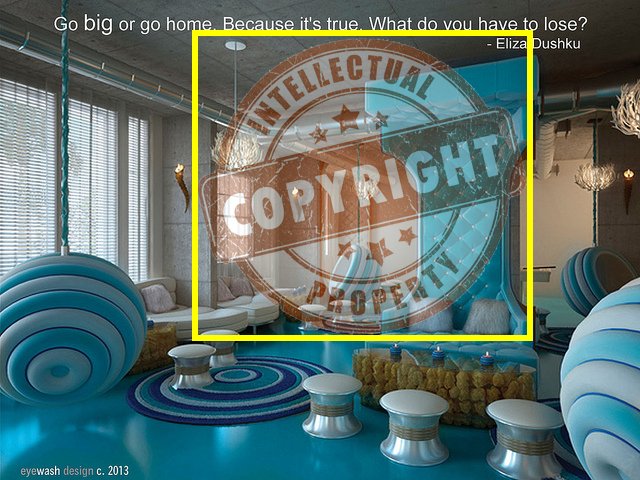 Go big or go home. Because it's true. What do you have to lose?
- Eliza Dushku
INTELLECTUAL
COPYRIGHT
PROPERTY
eyewash design c. 2013